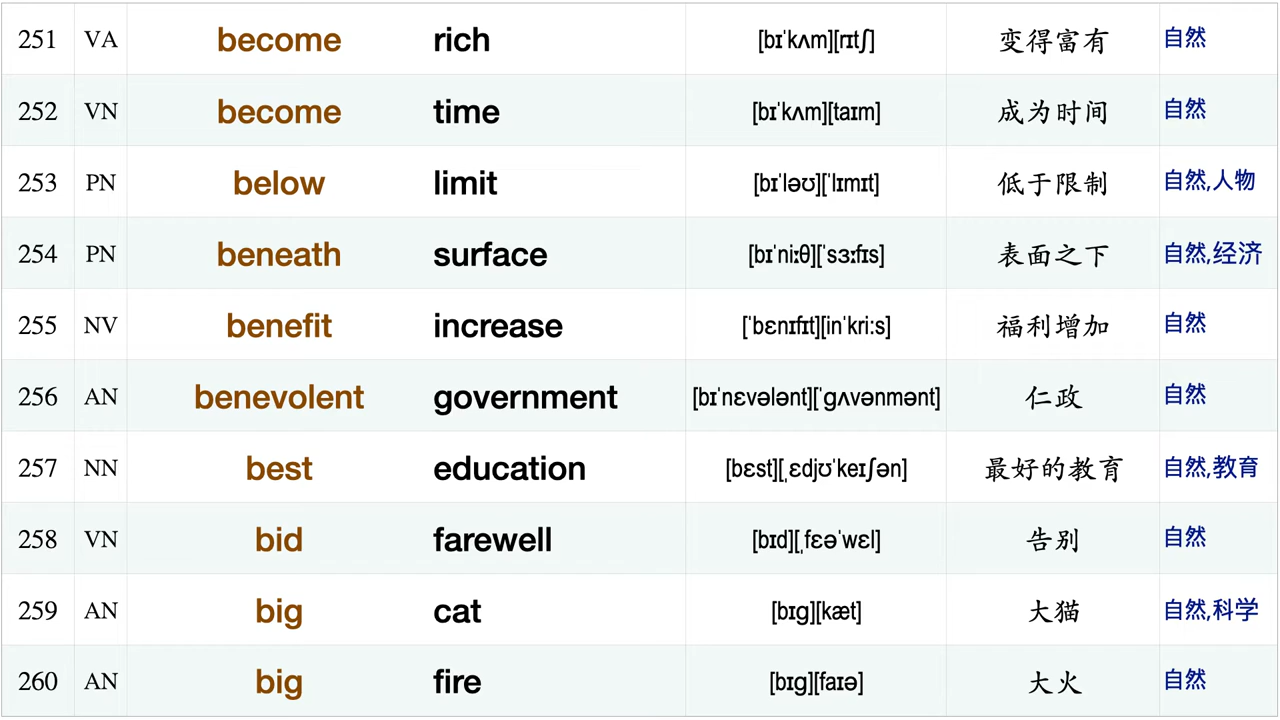 251 VA become rich [bɪˈkʌm][rɪtʃ] 变得富有 自然
252 VN become time [bɪˈkʌm][taɪm] 成为时间 自然
253 PN below limit [bɪˈləʊ][ˈlɪmɪt] 低于限制 自然,人物
254 PN beneath surface [bɪˈniːθ][ˈsɜːfɪs] 表面之下 自然,经济
255 NV benefit increase [ˈbɛnɪfɪt][inˈkriːs] 福利增加 自然
256 AN benevolent government [bɪˈnɛvələnt][ˈgʌvənmənt] 仁政 自然
257 NN best education [bɛst][ˌɛdjʊˈkeɪʃən] 最好的教育 自然,教育
258 VN bid farewell [bɪd][ˌfɛəˈwɛl] 告别 自然
259 AN big cat [bɪg][kæt] 大猫 自然,科学
260 AN big fire [bɪg][faɪə] 大火 自然